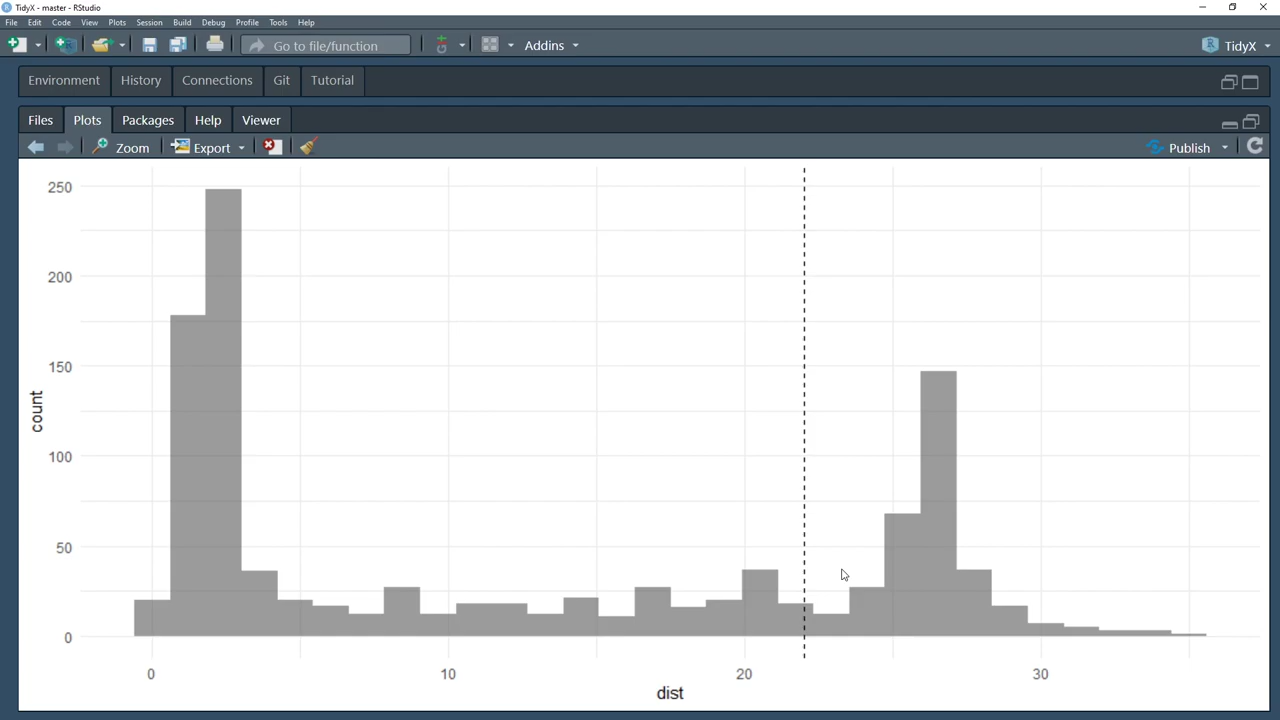 TidyX - master - RStudio
File Edit Code View Plots Session Build Debug Profile Tools Help
Go to file/function Addins TidyX
Environment History Connections Git Tutorial
Files Plots Packages Help Viewer
Zoom Export Publish
250
200
150
100
50
0
count
0 10 20 30
dist